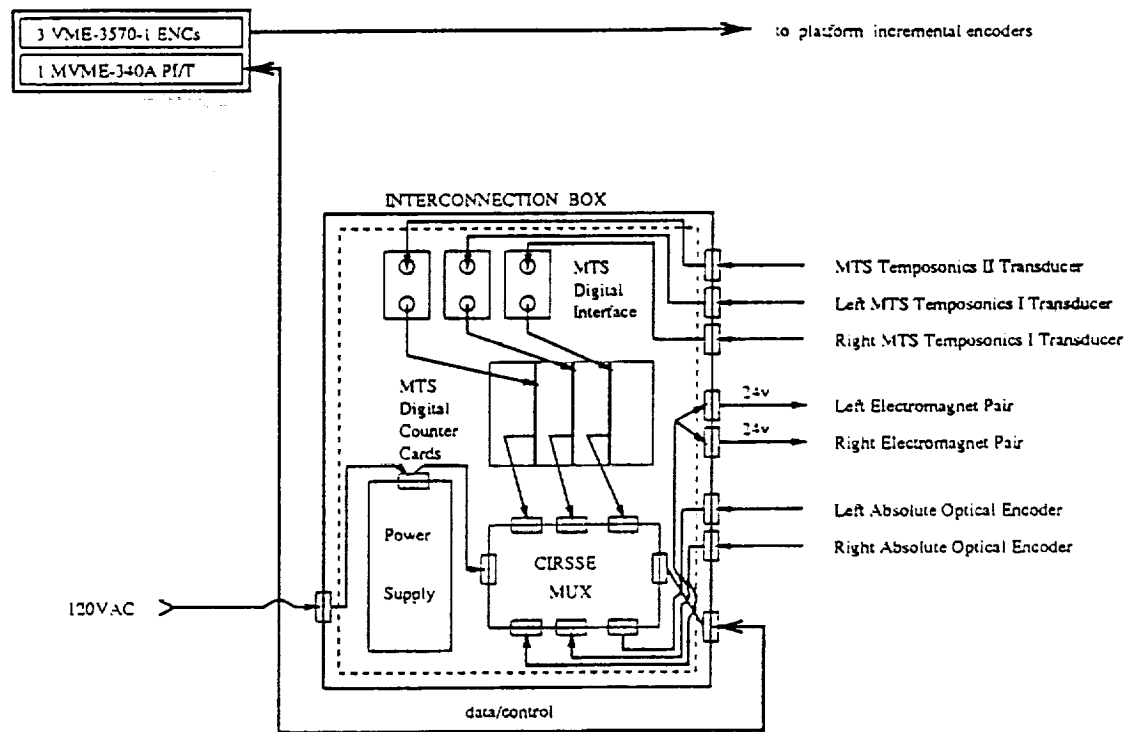 3 VME-3570-1 ENCs
to platform incremental encoders
1 MVME-340A PI/T
INTERCONNECTION BOX
MTS
Digital
Interface
MTS Temposonics II Transducer
Left MTS Temposonics I Transducer
Right MTS Temposonics I Transducer
MTS
Digital
Counter
Cards
24v
Left Electromagnet Pair
24v
Right Electromagnet Pair
Left Absolute Optical Encoder
Right Absolute Optical Encoder
Power
Supply
CIRSSE
MUX
120VAC
data/control